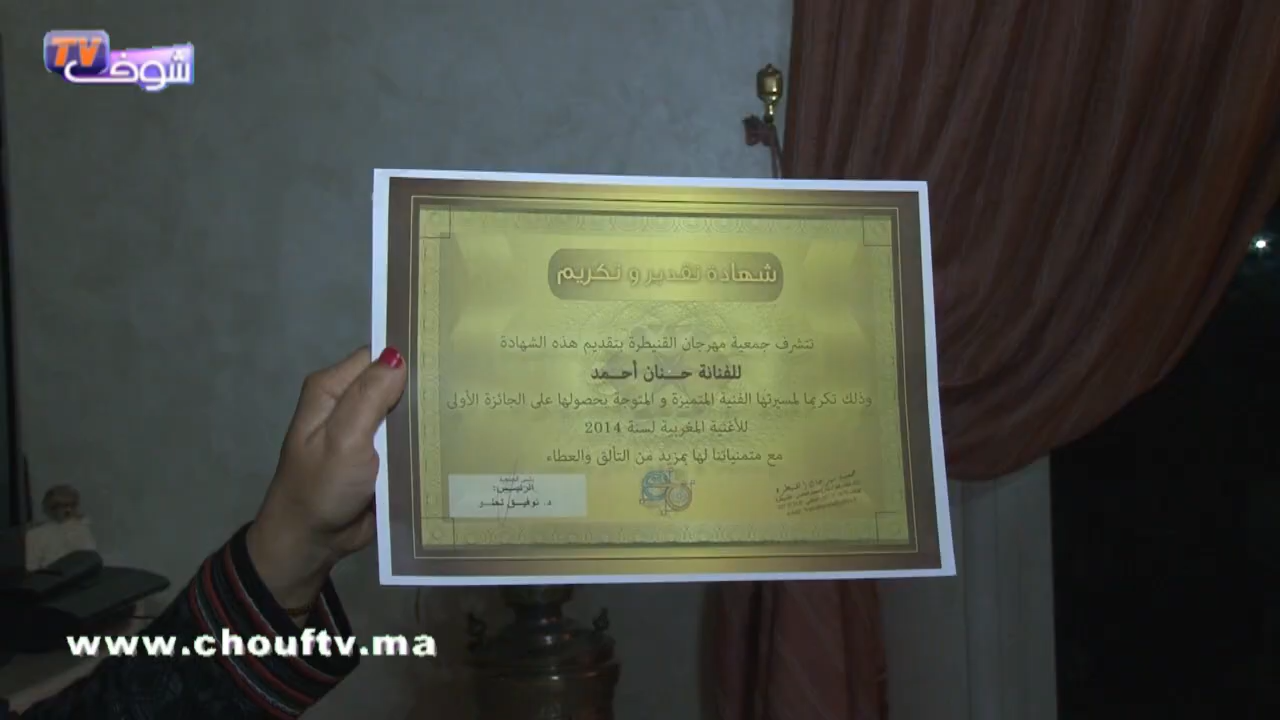 TV شوف
شهادة تقدير و تكريم
تتشرف جمعية مهرجان القنيطرة بتقديم هذه الشهادة
للفنانة حنان أحمد
وذلك تكريما لمسيرتها الفنية المتميزة و المتوجة بحصولها على الجائزة الأولى
للأغنية المغربية لسنة 2014
مع متمنياتنا لها بمزيد من التألق والعطاء
الرئيس:
د. توفيق لحلو
www.chouftv.ma